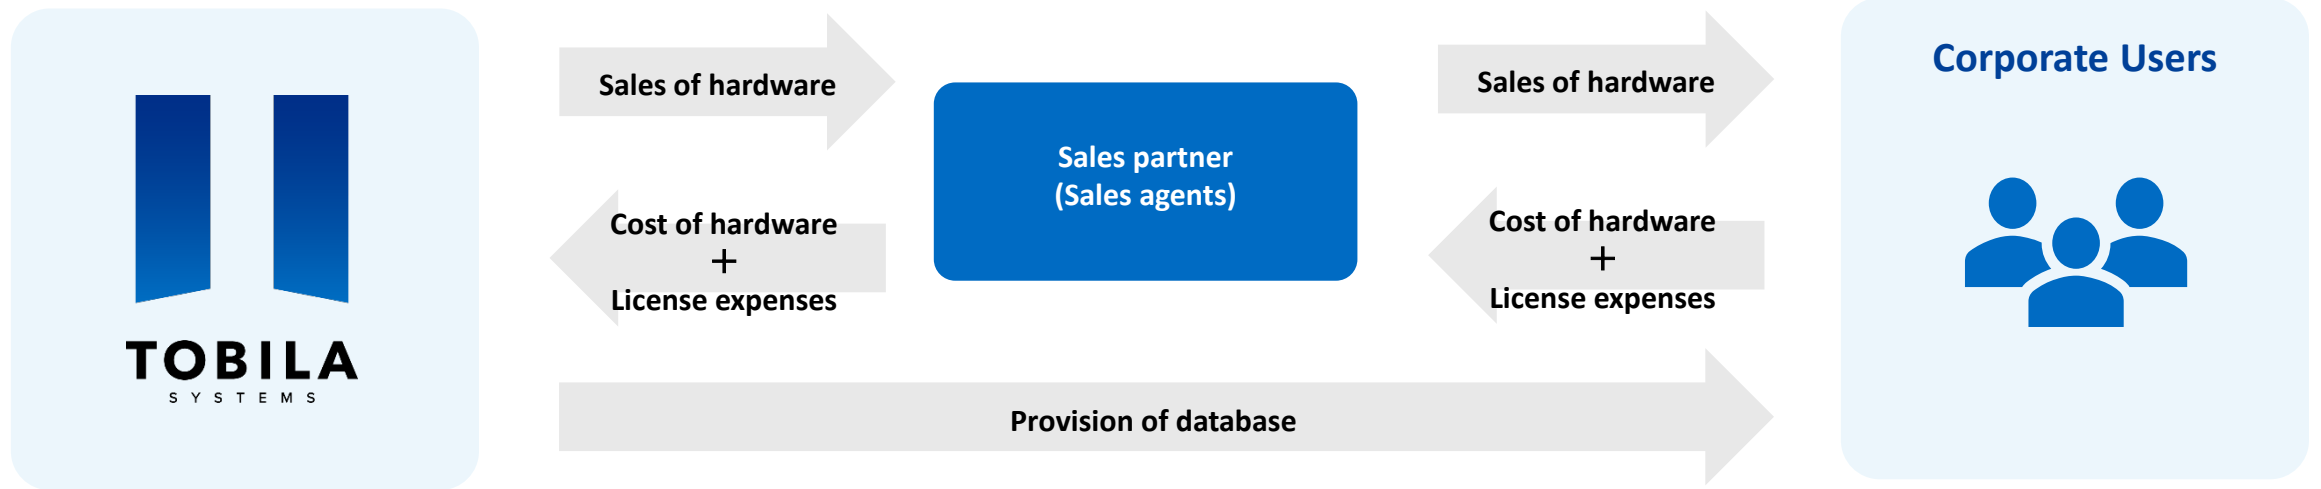 TOBILA
SYSTEMS
Sales of hardware
Cost of hardware
+
License expenses
Sales partner
(Sales agents)
Sales of hardware
Cost of hardware
+
License expenses
Provision of database
Corporate Users